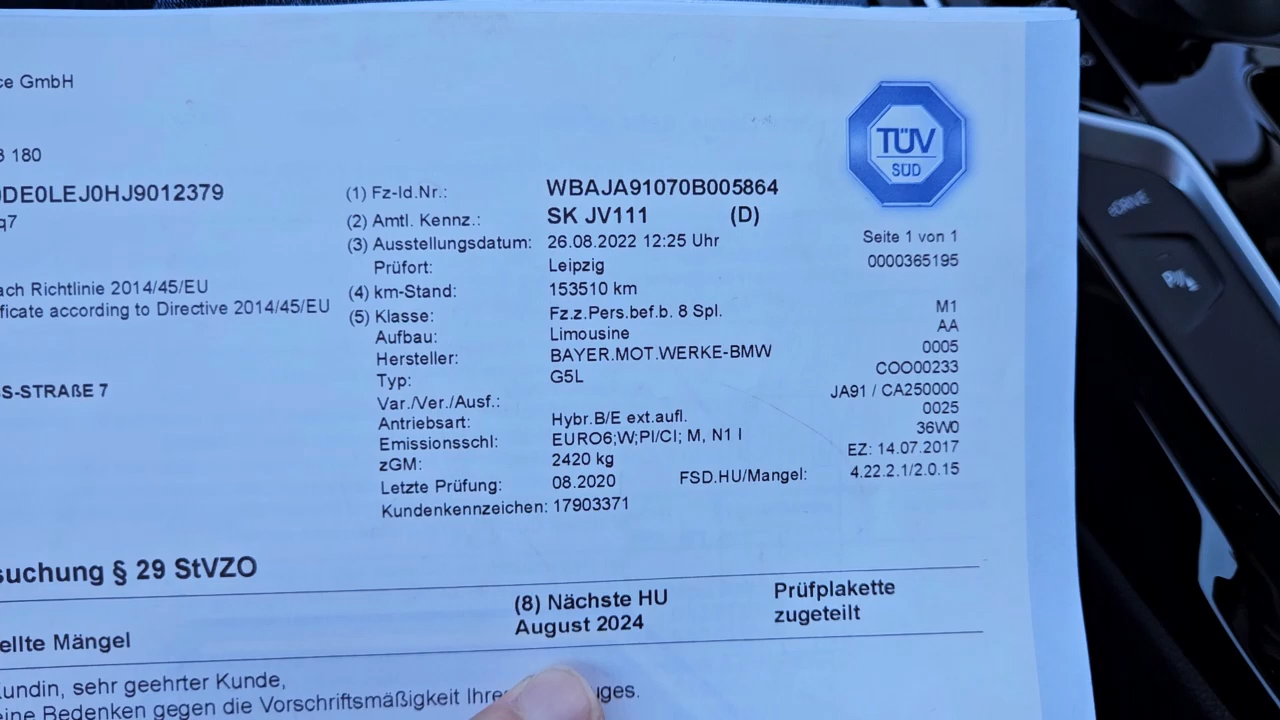 ce GmbH
TÜV
SÜD
180
DE0LEJ0HJ9012379
(1) Fz-Id.Nr.: WBAJA91070B005864
q7
(2) Amtl. Kennz.: SK JV111 (D)
(3) Ausstellungsdatum: 26.08.2022 12:25 Uhr Seite 1 von 1
Prüfort: Leipzig 0000365195
ach Richtlinie 2014/45/EU
(4) km-Stand: 153510 km
ficate according to Directive 2014/45/EU
(5) Klasse: Fz.z.Pers.bef.b. 8 Spl. M1
Aufbau: Limousine AA
Hersteller: BAYER.MOT.WERKE-BMW 0005
Typ: G5L COO00233
S-STRAßE 7
Var./Ver./Ausf.: JA91 / CA250000
Antriebsart: Hybr.B/E ext.aufl. 0025
Emissionsschl: EURO6;W;PI/CI; M, N1 I 36W0
zGM: 2420 kg EZ: 14.07.2017
Letzte Prüfung: 08.2020 FSD.HU/Mangel: 4.22.2.1/2.0.15
Kundenkennzeichen: 17903371
suchung § 29 StVZO
(8) Nächste HU Prüfplakette
August 2024 zugeteilt
ellte Mängel
undin, sehr geehrter Kunde,
eine Bedenken gegen die Vorschriftsmäßigkeit Ihre uges.
eDRIVE